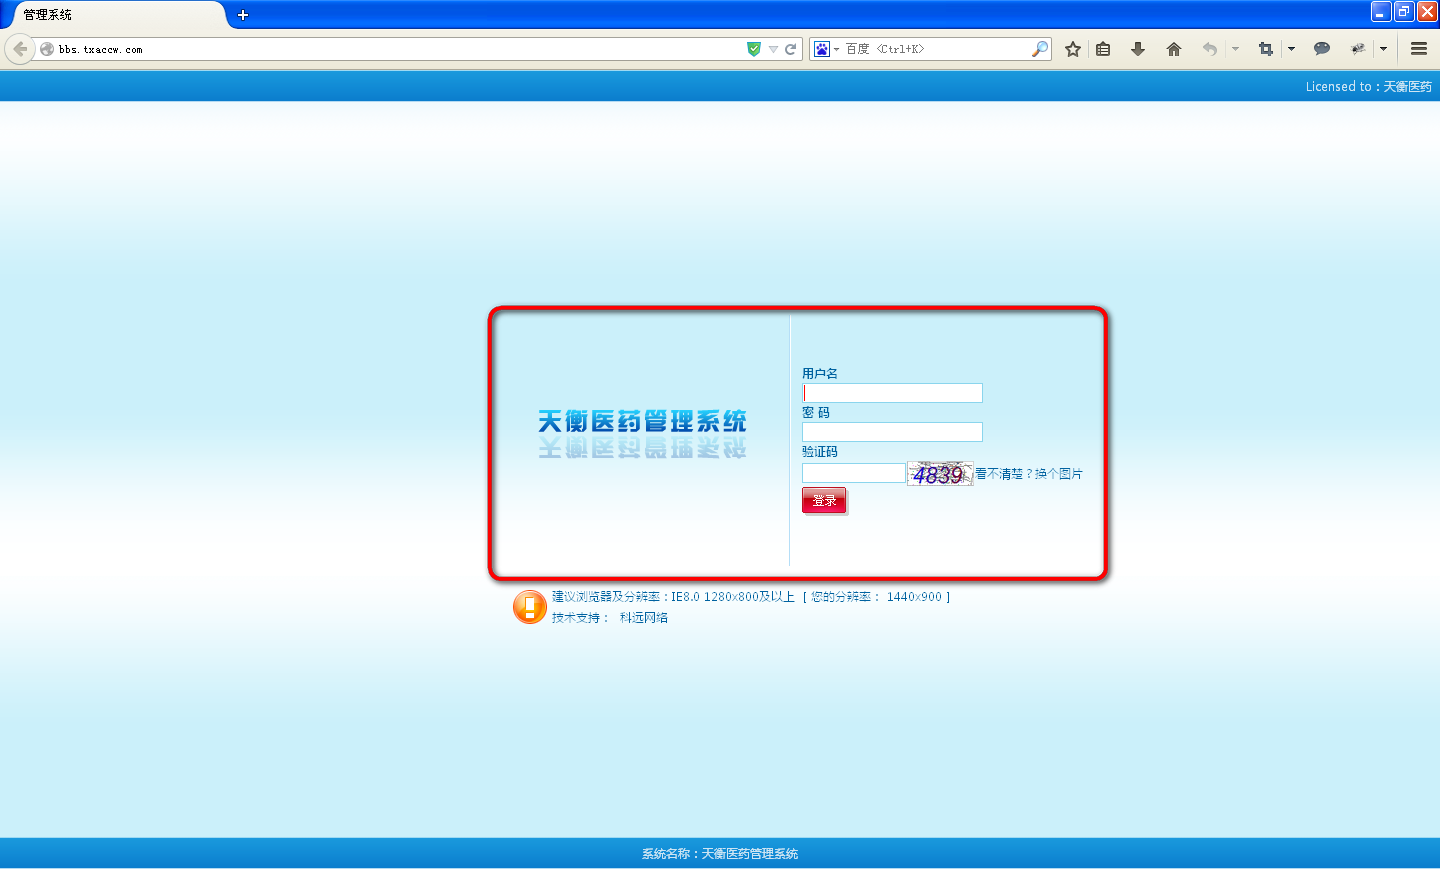 管理系统
bbs.txaccw.com
百度 <Ctrl+K>
Licensed to：天衡医药
天衡医药管理系统
用户名
密 码
验证码
4839 看不清楚？换个图片
登录
建议浏览器及分辨率：IE8.0 1280x800及以上 [ 您的分辨率： 1440x900 ]
技术支持： 科远网络
系统名称：天衡医药管理系统